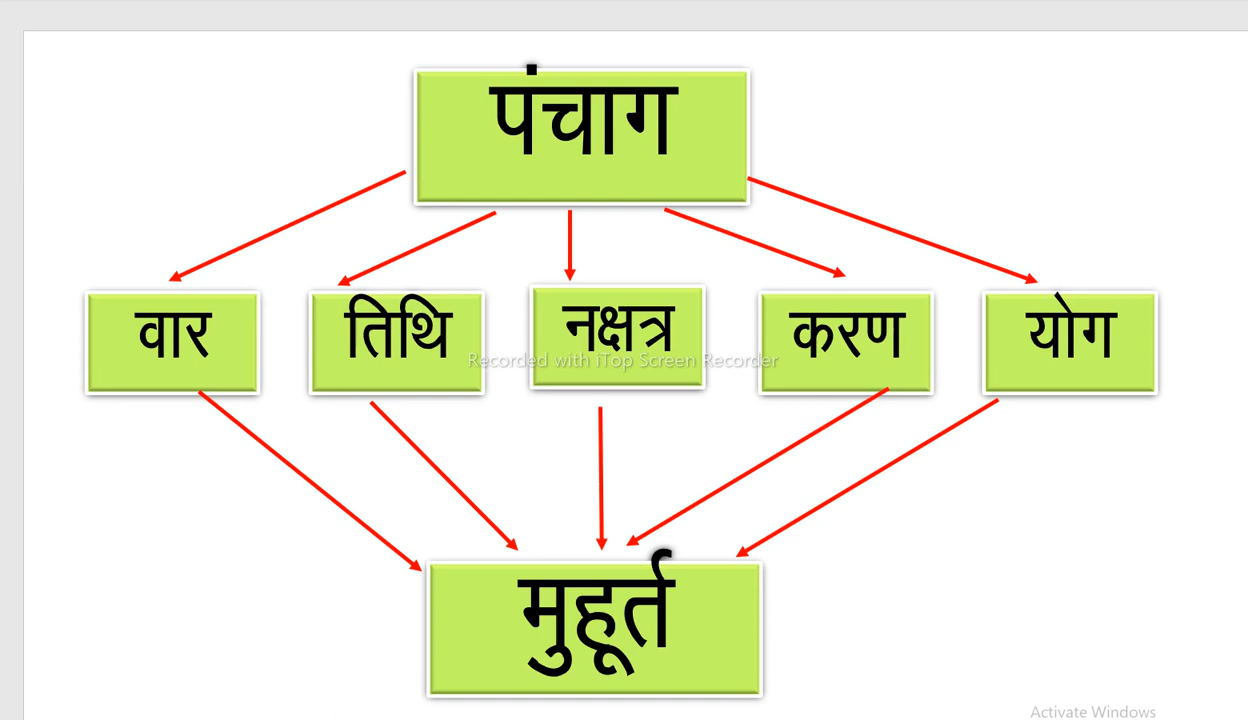 पंचाग
वार
तिथि
नक्षत्र
करण
योग
Recorded with iTop Screen Recorder
मुहूर्त
Activate Windows